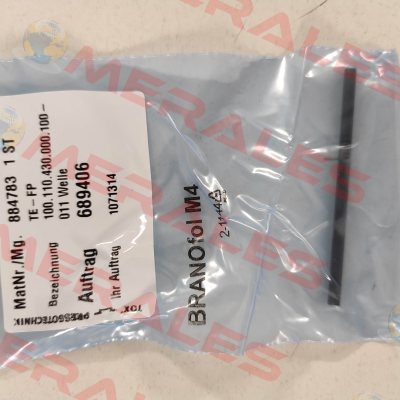 MatNr./Mg. 884783 1 ST
TE-FP
100.110.430.000.100-
Bezeichnung 011 Welle
Auftrag 689406
Ihr Auftrag 1071314
TOX
PRESSOTECHNIK
BRANOfol M4
MERALES
MERALES
MERALES
MERALES